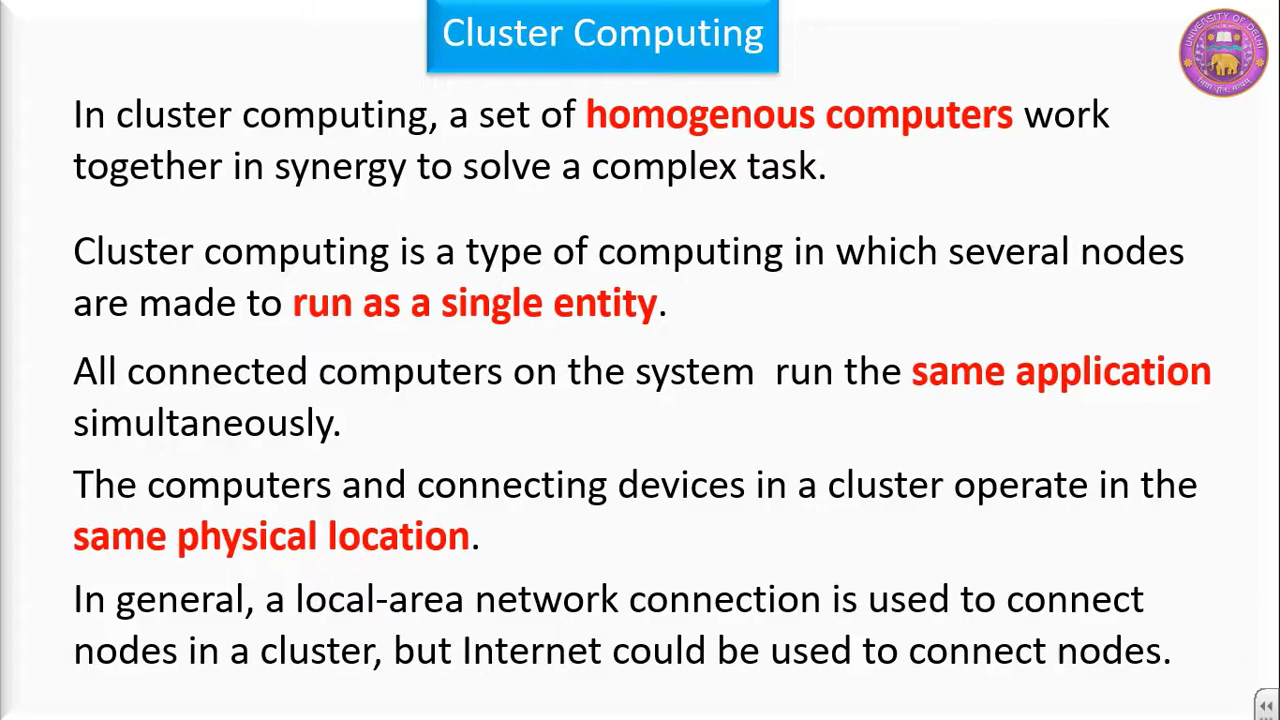 Cluster Computing
UNIVERSITY OF DELHI
In cluster computing, a set of homogenous computers work
together in synergy to solve a complex task.
Cluster computing is a type of computing in which several nodes
are made to run as a single entity.
All connected computers on the system run the same application
simultaneously.
The computers and connecting devices in a cluster operate in the
same physical location.
In general, a local-area network connection is used to connect
nodes in a cluster, but Internet could be used to connect nodes.